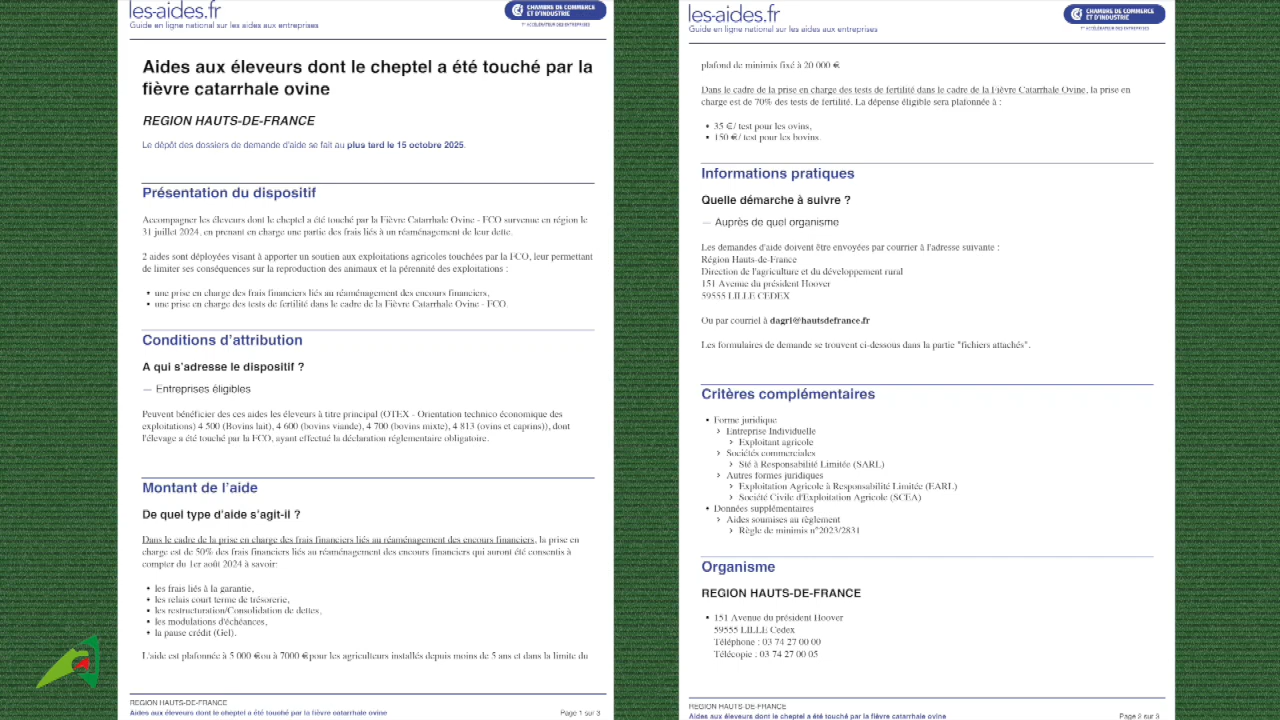 les-aides.fr
Guide en ligne national sur les aides aux entreprises
CHAMBRE DE COMMERCE
ET D'INDUSTRIE
1er ACCÉLÉRATEUR DES ENTREPRISES
Aides aux éleveurs dont le cheptel a été touché par la
fièvre catarrhale ovine
REGION HAUTS-DE-FRANCE
Le dépôt des dossiers de demande d'aide se fait au plus tard le 15 octobre 2025.
Présentation du dispositif
Accompagner les éleveurs dont le cheptel a été touché par la Fièvre Catarrhale Ovine - FCO survenue en région le
31 juillet 2024, en prenant en charge une partie des frais liés à un réaménagement de leur dette.
2 aides sont déployées visant à apporter un soutien aux exploitations agricoles touchées par la FCO, leur permettant
de limiter ses conséquences sur la reproduction des animaux et la pérennité des exploitations :
• une prise en charge des frais financiers liés au réaménagement des encours financiers,
• une prise en charge des tests de fertilité dans le cadre de la Fièvre Catarrhale Ovine - FCO.
Conditions d'attribution
A qui s'adresse le dispositif ?
— Entreprises éligibles
Peuvent bénéficier des ces aides les éleveurs à titre principal (OTEX - Orientation technico économique des
exploitations) 4 500 (Bovins lait), 4 600 (bovins viande), 4 700 (bovins mixte), 4 813 (ovins et caprins)), dont
l'élevage a été touché par la FCO, ayant effectué la déclaration réglementaire obligatoire.
Montant de l'aide
De quel type d'aide s'agit-il ?
Dans le cadre de la prise en charge des frais financiers liés au réaménagement des encours financiers, la prise en
charge est de 50% des frais financiers liés au réaménagement des encours financiers qui auront été consentis à
compter du 1er août 2024 à savoir:
• les frais liés à la garantie,
• les relais court terme de trésorerie,
• les restructuration/Consolidation de dettes,
• les modulations d'échéances,
• la pause crédit (Gel).
L'aide est plafonnée à 5 000 €ou à 7000 €pour les agriculteurs installés depuis moins de 5 ans et dans la limite du
REGION HAUTS-DE-FRANCE
Aides aux éleveurs dont le cheptel a été touché par la fièvre catarrhale ovine
Page 1 sur 3
les-aides.fr
Guide en ligne national sur les aides aux entreprises
CHAMBRE DE COMMERCE
ET D'INDUSTRIE
1er ACCÉLÉRATEUR DES ENTREPRISES
plafond de minimis fixé à 20 000 €.
Dans le cadre de la prise en charge des tests de fertilité dans le cadre de la Fièvre Catarrhale Ovine, la prise en
charge est de 70% des tests de fertilité. La dépense éligible sera plafonnée à :
• 35 €/ test pour les ovins,
• 150 €/ test pour les bovins.
Informations pratiques
Quelle démarche à suivre ?
— Auprès de quel organisme
Les demandes d'aide doivent être envoyées par courrier à l'adresse suivante :
Région Hauts-de-France
Direction de l'agriculture et du développement rural
151 Avenue du président Hoover
59555 LILLE CEDEX
Ou par courriel à dagri@hautsdefrance.fr
Les formulaires de demande se trouvent ci-dessous dans la partie "fichiers attachés".
Critères complémentaires
• Forme juridique
› Entreprise Individuelle
› Exploitant agricole
› Sociétés commerciales
› Sté à Responsabilité Limitée (SARL)
› Autres formes juridiques
› Exploitation Agricole à Responsabilité Limitée (EARL)
› Société Civile d'Exploitation Agricole (SCEA)
• Données supplémentaires
› Aides soumises au règlement
› Règle de minimis n°2023/2831
Organisme
REGION HAUTS-DE-FRANCE
• 151 Avenue du président Hoover
59555 LILLE Cedex
Téléphone : 03 74 27 00 00
Télécopie : 03 74 27 00 05
REGION HAUTS-DE-FRANCE
Aides aux éleveurs dont le cheptel a été touché par la fièvre catarrhale ovine
Page 2 sur 3